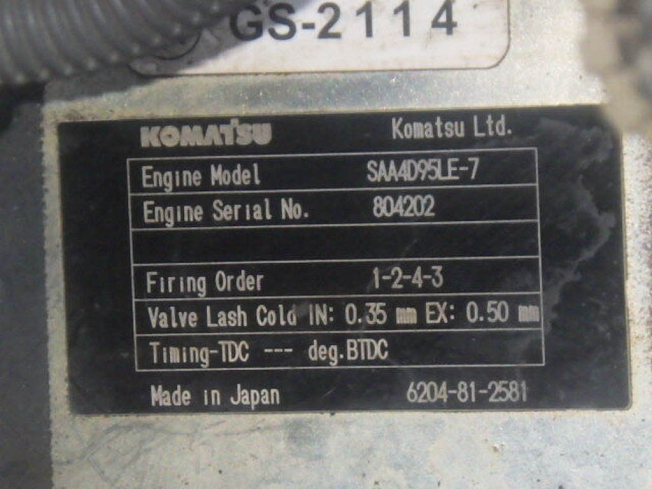 GS-2114
KOMATSU Komatsu Ltd.
Engine Model SAA4D95LE-7
Engine Serial No. 804202
Firing Order 1-2-4-3
Valve Lash Cold IN: 0.35 mm EX: 0.50 mm
Timing-TDC --- deg.BTDC
Made in Japan 6204-81-2581